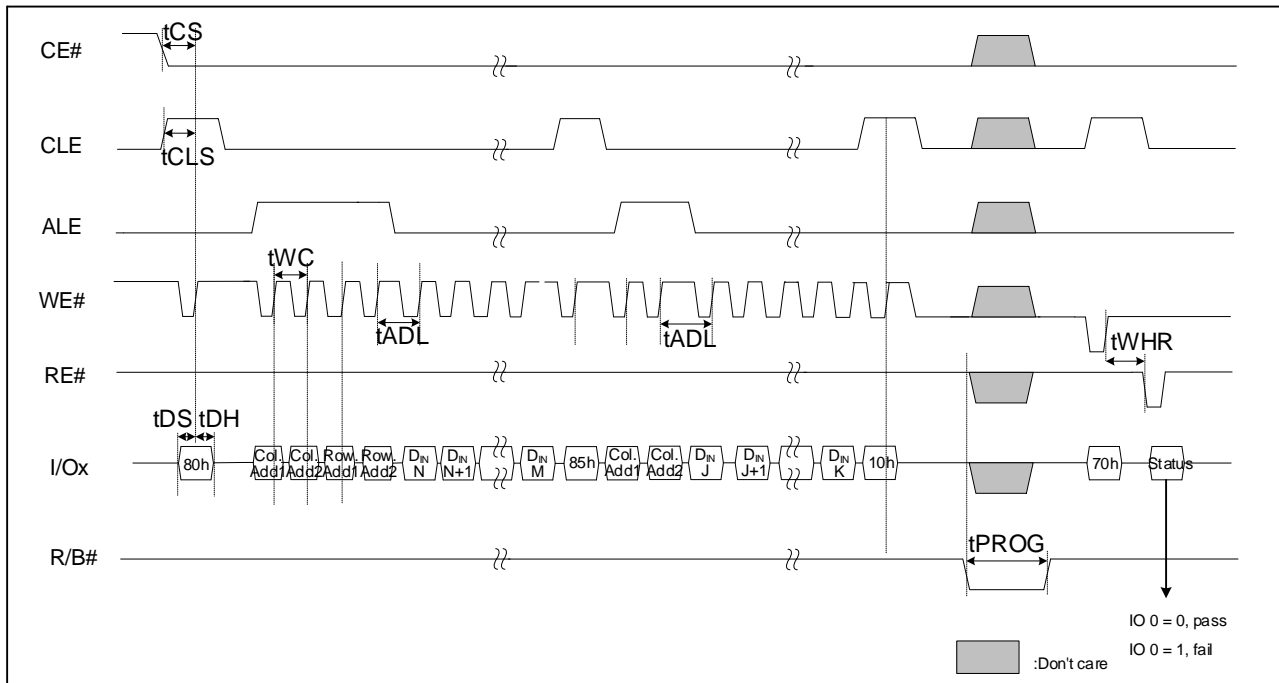 tCS
CE#
CLE
tCLS
ALE
tWC
WE#
tADL
tADL
tWHR
RE#
tDS tDH
I/Ox
80h
Col. Add1
Col. Add2
Row. Add1
Row. Add2
DIN N
DIN N+1
DIN M
85h
Col. Add1
Col. Add2
DIN J
DIN J+1
DIN K
10h
70h
Status
tPROG
R/B#
IO 0 = 0, pass
IO 0 = 1, fail
:Don't care